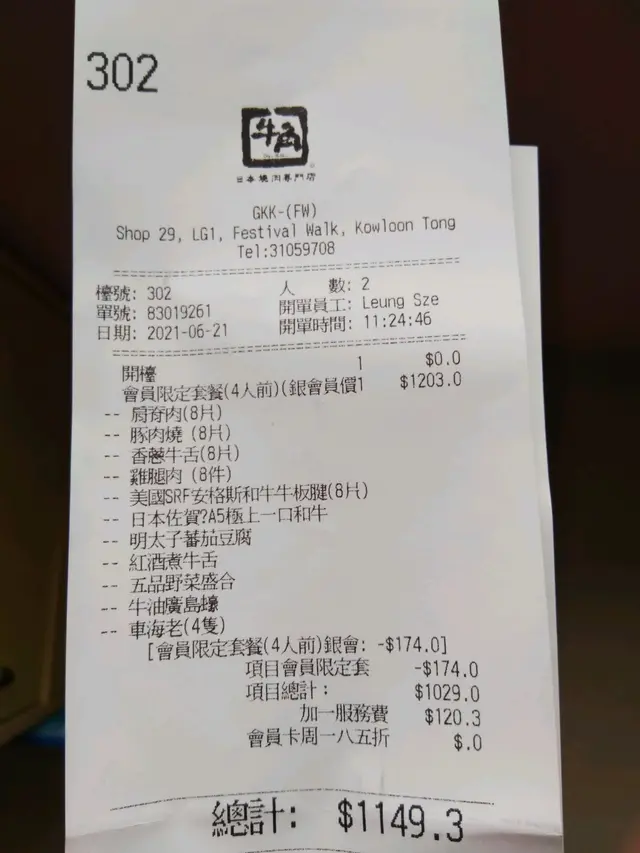 302
牛角
日本燒肉專門店
GKK-(FW)
Shop 29, LG1, Festival Walk, Kowloon Tong
Tel:31059708
檯號: 302 人 數: 2
單號: 83019261 開單員工: Leung Sze
日期: 2021-06-21 開單時間: 11:24:46
開檯 1 $0.0
會員限定套餐(4人前)(銀會員價1 $1203.0
-- 肩脊肉(8片)
-- 豚肉燒 (8片)
-- 香蔥牛舌(8片)
-- 雞腿肉 (8件)
-- 美國SRF安格斯和牛牛板腱(8片)
-- 日本佐賀?A5極上一口和牛
-- 明太子蕃茄豆腐
-- 紅酒煮牛舌
-- 五品野菜盛合
-- 牛油廣島蠔
-- 車海老(4隻)
[會員限定套餐(4人前)銀會: -$174.0]
項目會員限定套 -$174.0
項目總計: $1029.0
加一服務費 $120.3
會員卡周一八五折 $.0
總計: $1149.3